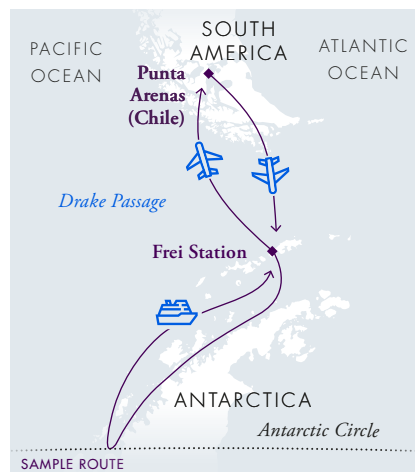 SOUTH
AMERICA
PACIFIC
OCEAN
ATLANTIC
OCEAN
Punta
Arenas
(Chile)
Drake Passage
Frei Station
ANTARCTICA
Antarctic Circle
SAMPLE ROUTE